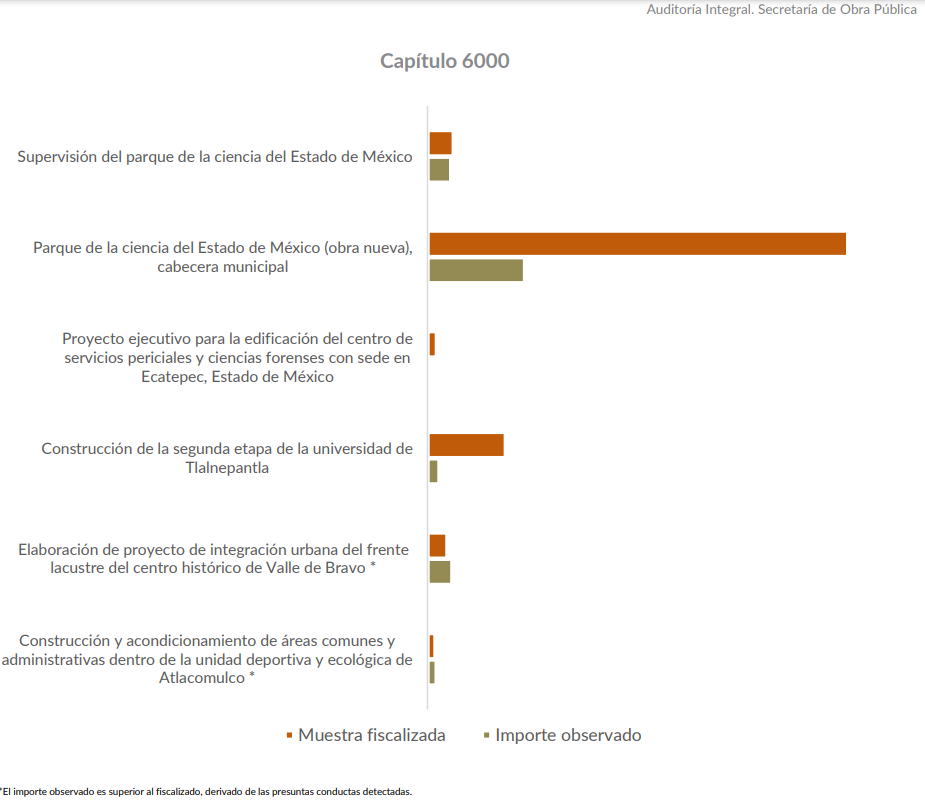 Auditoría Integral. Secretaría de Obra Pública
Capítulo 6000
Supervisión del parque de la ciencia del Estado de México
Parque de la ciencia del Estado de México (obra nueva),
cabecera municipal
Proyecto ejecutivo para la edificación del centro de
servicios periciales y ciencias forenses con sede en
Ecatepec, Estado de México
Construcción de la segunda etapa de la universidad de
Tlalnepantla
Elaboración de proyecto de integración urbana del frente
lacustre del centro histórico de Valle de Bravo *
Construcción y acondicionamiento de áreas comunes y
administrativas dentro de la unidad deportiva y ecológica de
Atlacomulco *
Muestra fiscalizada
Importe observado
*El importe observado es superior al fiscalizado, derivado de las presuntas conductas detectadas.